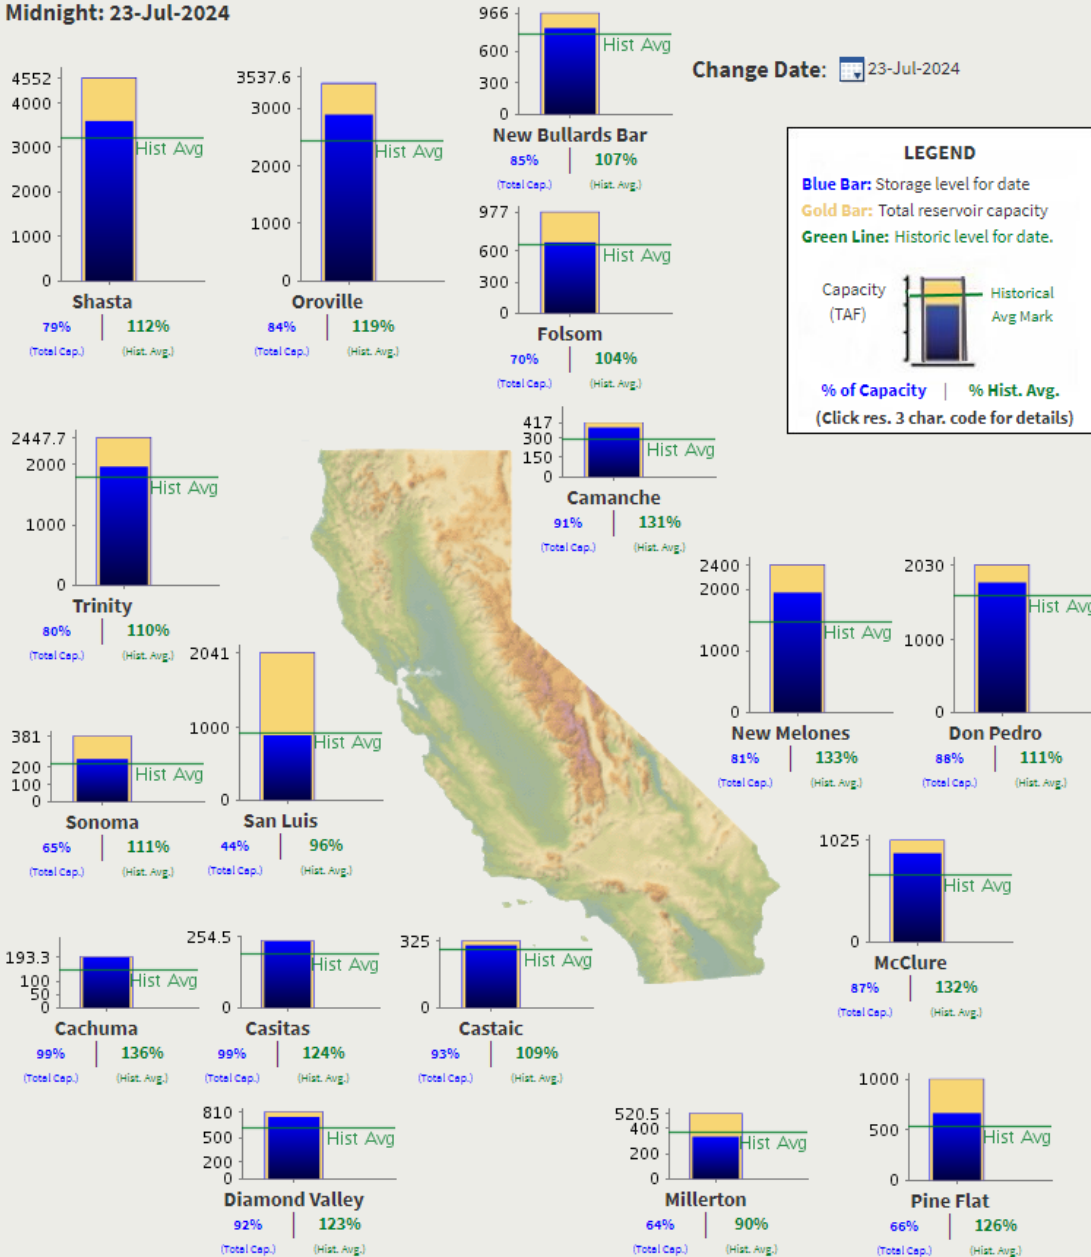 Midnight: 23-Jul-2024
Change Date: 23-Jul-2024
4552
4000
3000
2000
1000
0
Hist Avg
Shasta
79% | 112%
(Total Cap.) (Hist. Avg.)
3537.6
3000
2000
1000
0
Hist Avg
Oroville
84% | 119%
(Total Cap.) (Hist. Avg.)
966
600
300
0
Hist Avg
New Bullards Bar
85% | 107%
(Total Cap.) (Hist. Avg.)
977
600
300
0
Hist Avg
Folsom
70% | 104%
(Total Cap.) (Hist. Avg.)
LEGEND
Blue Bar: Storage level for date
Gold Bar: Total reservoir capacity
Green Line: Historic level for date.
Capacity
(TAF)
Historical
Avg Mark
% of Capacity | % Hist. Avg.
(Click res. 3 char. code for details)
2447.7
2000
1000
0
Hist Avg
Trinity
80% | 110%
(Total Cap.) (Hist. Avg.)
417
300
150
0
Hist Avg
Camanche
91% | 131%
(Total Cap.) (Hist. Avg.)
2400
2000
1000
0
Hist Avg
New Melones
81% | 133%
(Total Cap.) (Hist. Avg.)
2030
1000
0
Hist Avg
Don Pedro
88% | 111%
(Total Cap.) (Hist. Avg.)
381
200
100
0
Hist Avg
Sonoma
65% | 111%
(Total Cap.) (Hist. Avg.)
2041
1000
0
Hist Avg
San Luis
44% | 96%
(Total Cap.) (Hist. Avg.)
1025
0
Hist Avg
McClure
87% | 132%
(Total Cap.) (Hist. Avg.)
193.3
100
50
0
Hist Avg
Cachuma
99% | 136%
(Total Cap.) (Hist. Avg.)
254.5
0
Hist Avg
Casitas
99% | 124%
(Total Cap.) (Hist. Avg.)
325
0
Hist Avg
Castaic
93% | 109%
(Total Cap.) (Hist. Avg.)
810
500
200
0
Hist Avg
Diamond Valley
92% | 123%
(Total Cap.) (Hist. Avg.)
520.5
400
200
0
Hist Avg
Millerton
64% | 90%
(Total Cap.) (Hist. Avg.)
1000
500
0
Hist Avg
Pine Flat
66% | 126%
(Total Cap.) (Hist. Avg.)